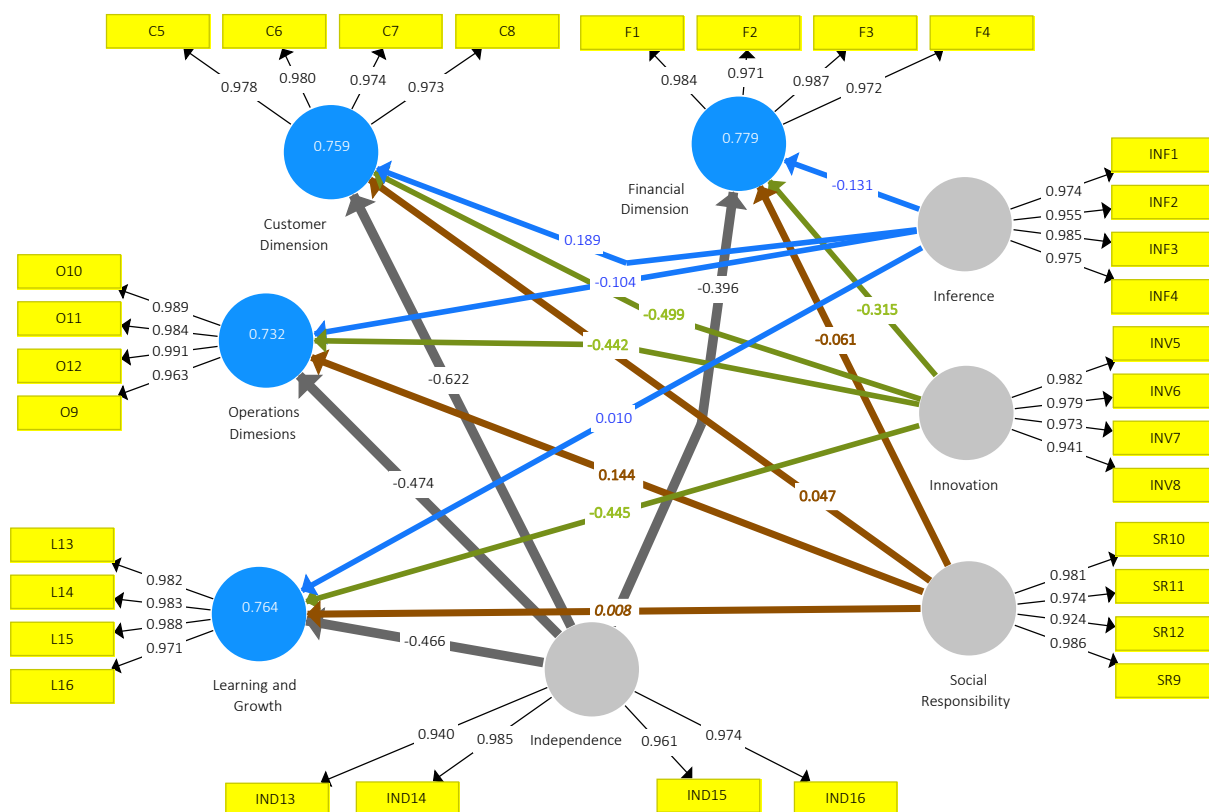 C5
C6
C7
C8
F1
F2
F3
F4
0.978
0.980
0.974
0.973
0.984
0.971
0.987
0.972
0.759
0.779
Customer
Dimension
Financial
Dimension
-0.131
INF1
INF2
INF3
INF4
0.974
0.955
0.985
0.975
Inference
0.189
-0.104
-0.396
-0.499
-0.442
-0.315
-0.061
O10
O11
O12
O9
0.989
0.984
0.991
0.963
0.732
Operations
Dimesions
-0.622
0.010
-0.474
0.144
0.047
-0.445
INV5
INV6
INV7
INV8
0.982
0.979
0.973
0.941
Innovation
L13
L14
L15
L16
0.982
0.983
0.988
0.971
0.764
Learning and
Growth
0.008
-0.466
SR10
SR11
SR12
SR9
0.981
0.974
0.924
0.986
Social
Responsibility
Independence
0.940
0.985
0.961
0.974
IND13
IND14
IND15
IND16